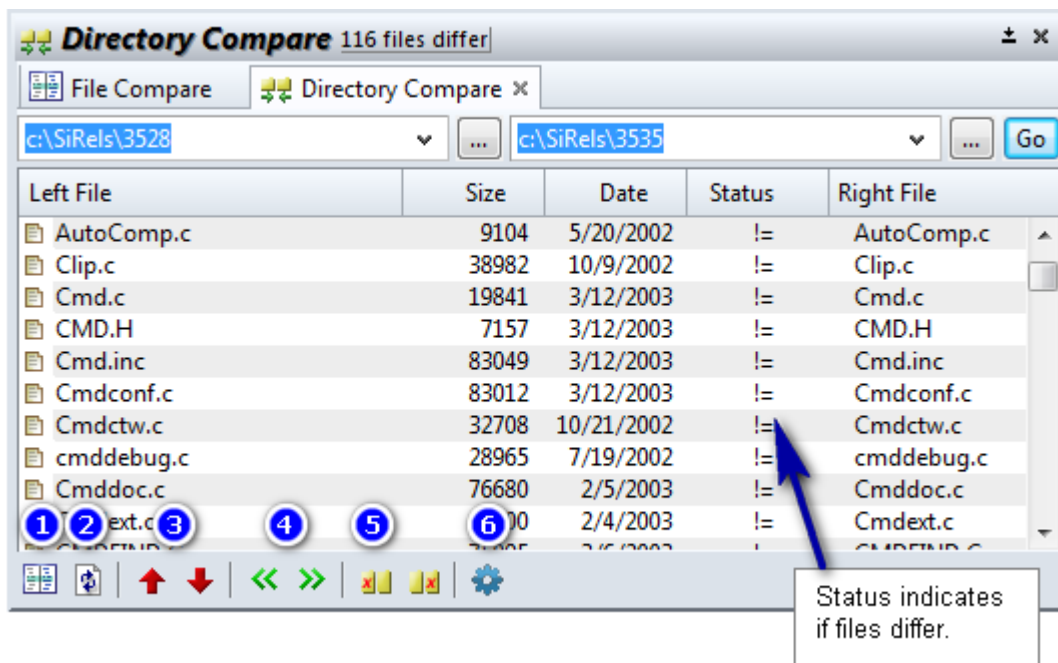 Directory Compare 116 files differ
File Compare Directory Compare
c:\SiRels\3528 ... c:\SiRels\3535 ... Go
Left File Size Date Status Right File
AutoComp.c 9104 5/20/2002 != AutoComp.c
Clip.c 38982 10/9/2002 != Clip.c
Cmd.c 19841 3/12/2003 != Cmd.c
CMD.H 7157 3/12/2003 != CMD.H
Cmd.inc 83049 3/12/2003 != Cmd.inc
Cmdconf.c 83012 3/12/2003 != Cmdconf.c
Cmdctw.c 32708 10/21/2002 != Cmdctw.c
cmddebug.c 28965 7/19/2002 != cmddebug.c
Cmddoc.c 76680 2/5/2003 != Cmddoc.c
2/4/2003 != Cmdext.c
1 2 3 4 5 6
Status indicates
if files differ.